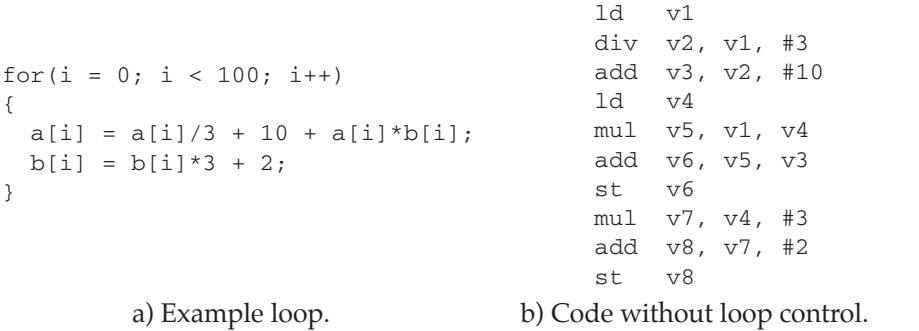 for(i = 0; i < 100; i++)
{
  a[i] = a[i]/3 + 10 + a[i]*b[i];
  b[i] = b[i]*3 + 2;
}
a) Example loop.
ld v1
div v2, v1, #3
add v3, v2, #10
ld v4
mul v5, v1, v4
add v6, v5, v3
st v6
mul v7, v4, #3
add v8, v7, #2
st v8
b) Code without loop control.